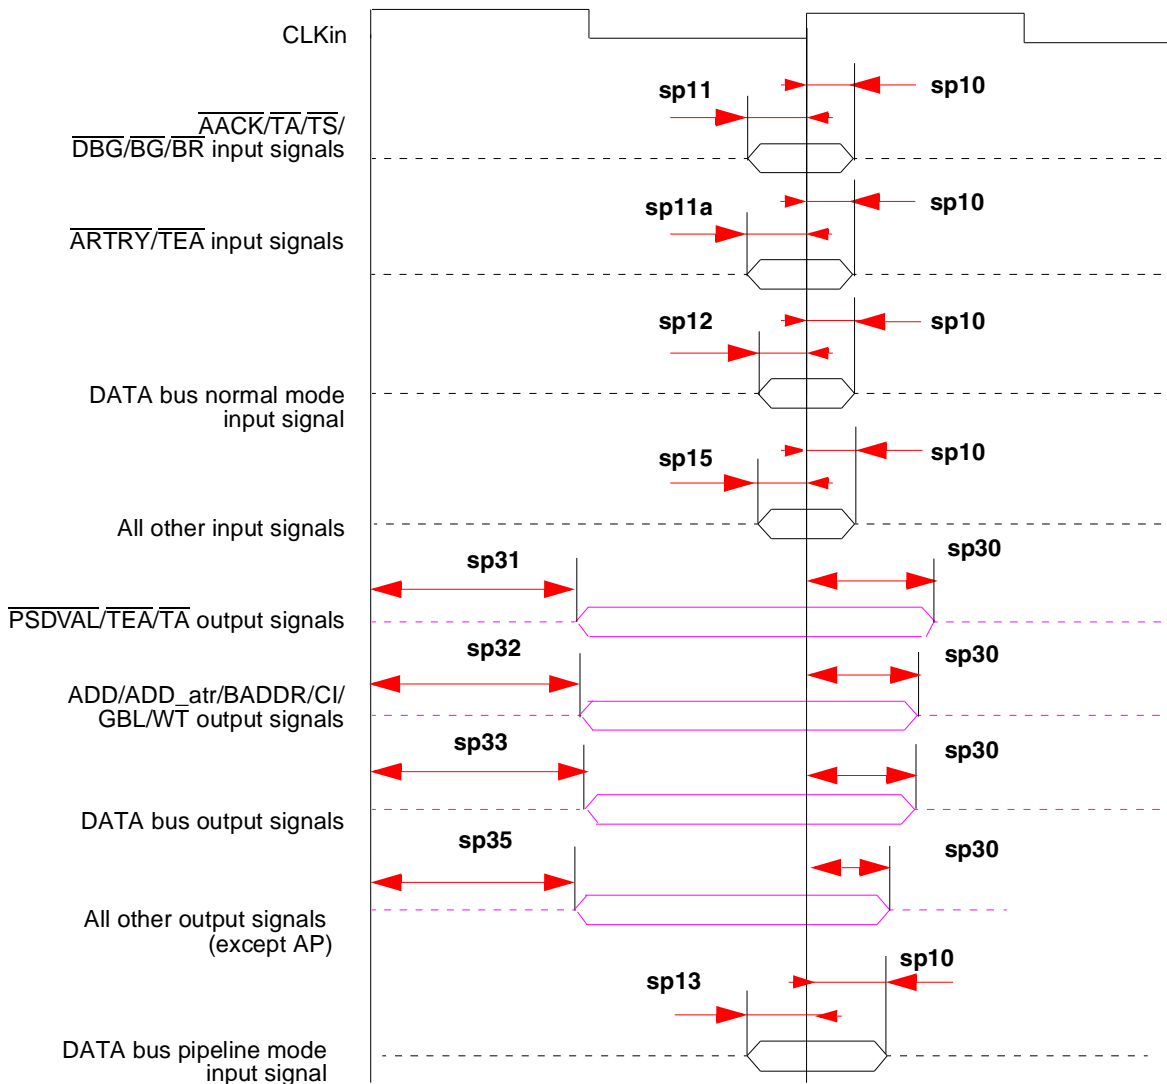 CLKin
sp11
sp10
AACK/TA/TS/
DBG/BG/BR input signals
sp11a
sp10
ARTRY/TEA input signals
sp12
sp10
DATA bus normal mode
input signal
sp15
sp10
All other input signals
sp31
sp30
PSDVAL/TEA/TA output signals
sp32
sp30
ADD/ADD_atr/BADDR/CI/
GBL/WT output signals
sp33
sp30
DATA bus output signals
sp35
sp30
All other output signals
(except AP)
sp13
sp10
DATA bus pipeline mode
input signal